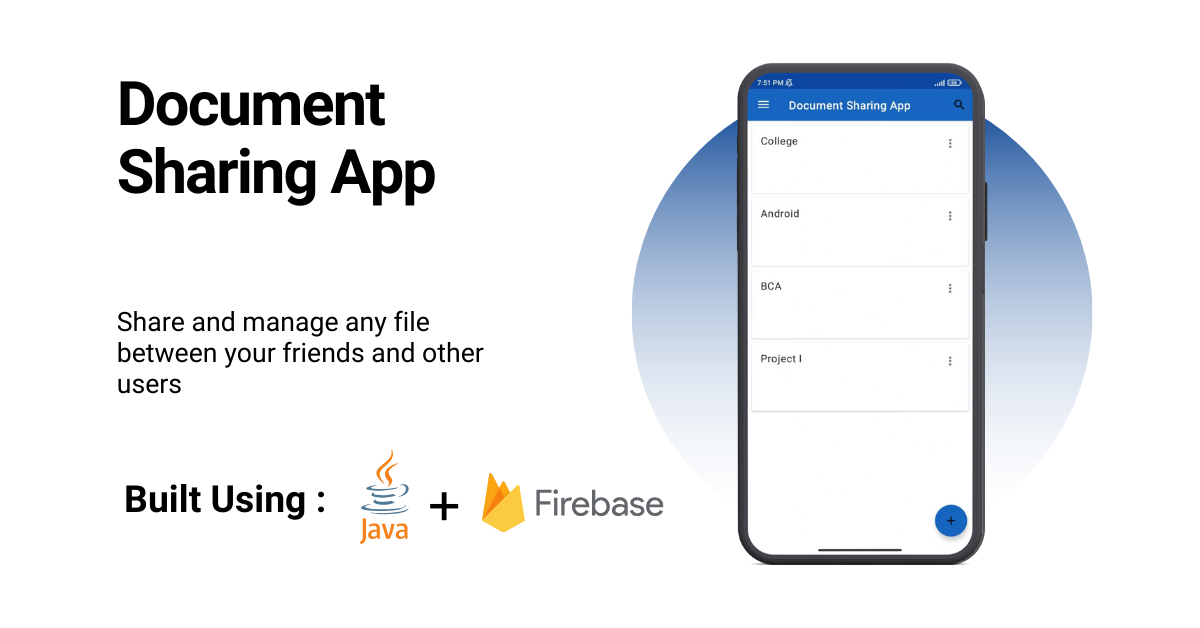 Document
Sharing App
Share and manage any file
between your friends and other
users
Built Using :
Java
+
Firebase
7:51 PM
Document Sharing App
College
Android
BCA
Project I
+